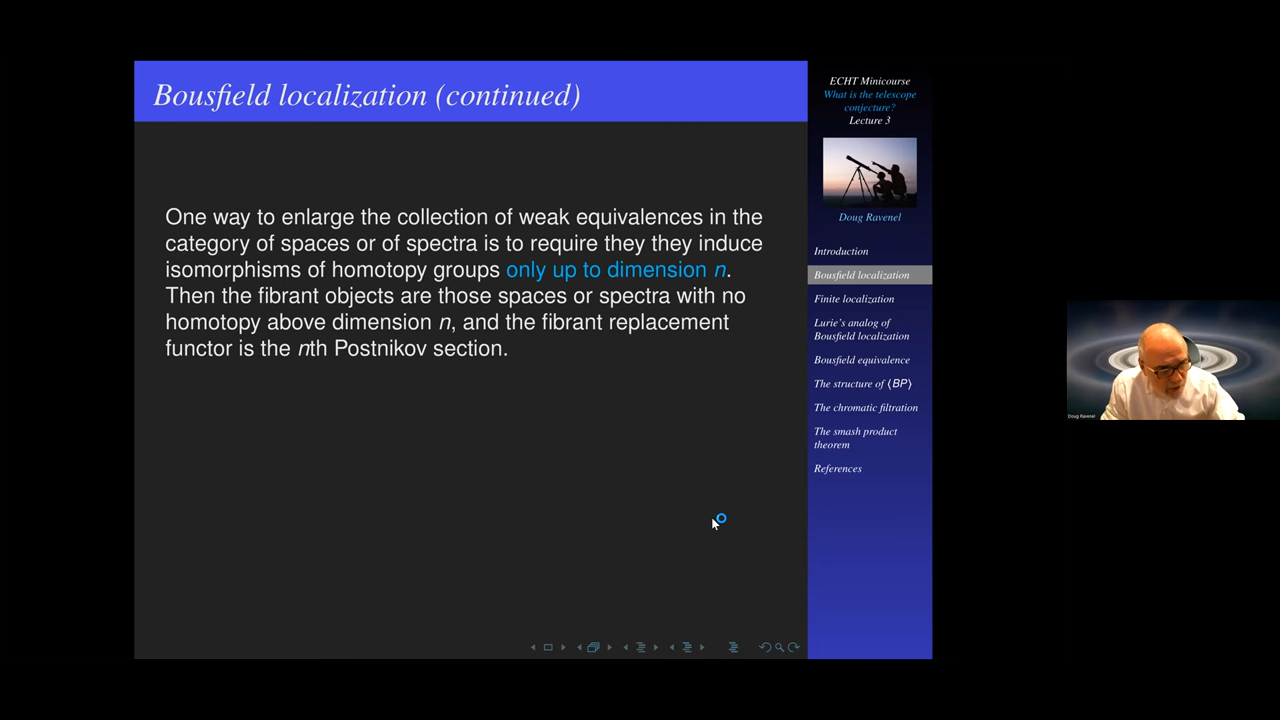 Bousfield localization (continued)
One way to enlarge the collection of weak equivalences in the
category of spaces or of spectra is to require they they induce
isomorphisms of homotopy groups only up to dimension n.
Then the fibrant objects are those spaces or spectra with no
homotopy above dimension n, and the fibrant replacement
functor is the nth Postnikov section.
ECHT Minicourse
What is the telescope
conjecture?
Lecture 3
Doug Ravenel
Introduction
Bousfield localization
Finite localization
Lurie's analog of
Bousfield localization
Bousfield equivalence
The structure of ⟨BP⟩
The chromatic filtration
The smash product
theorem
References
Doug Ravenel